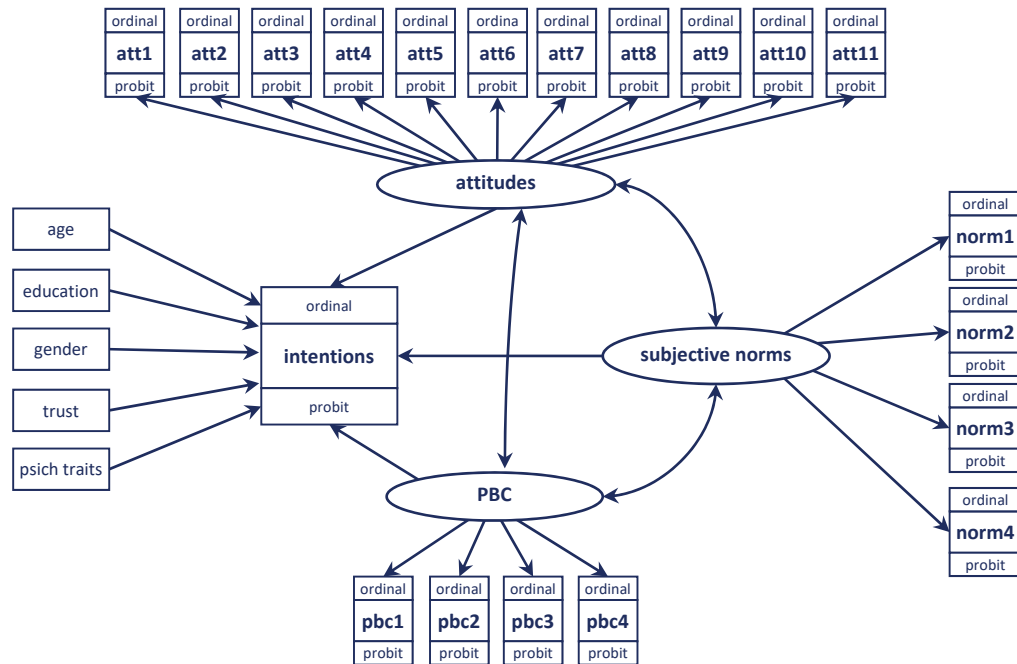 ordinal ordinal ordinal ordinal ordinal ordinal ordinal ordinal ordinal ordinal ordinal
att1 att2 att3 att4 att5 att6 att7 att8 att9 att10 att11
probit probit probit probit probit probit probit probit probit probit probit
attitudes
ordinal
norm1
probit
age
education
gender
trust
psich traits
ordinal
intentions
probit
subjective norms
ordinal
norm2
probit
ordinal
norm3
probit
ordinal
norm4
probit
PBC
ordinal ordinal ordinal ordinal
pbc1 pbc2 pbc3 pbc4
probit probit probit probit